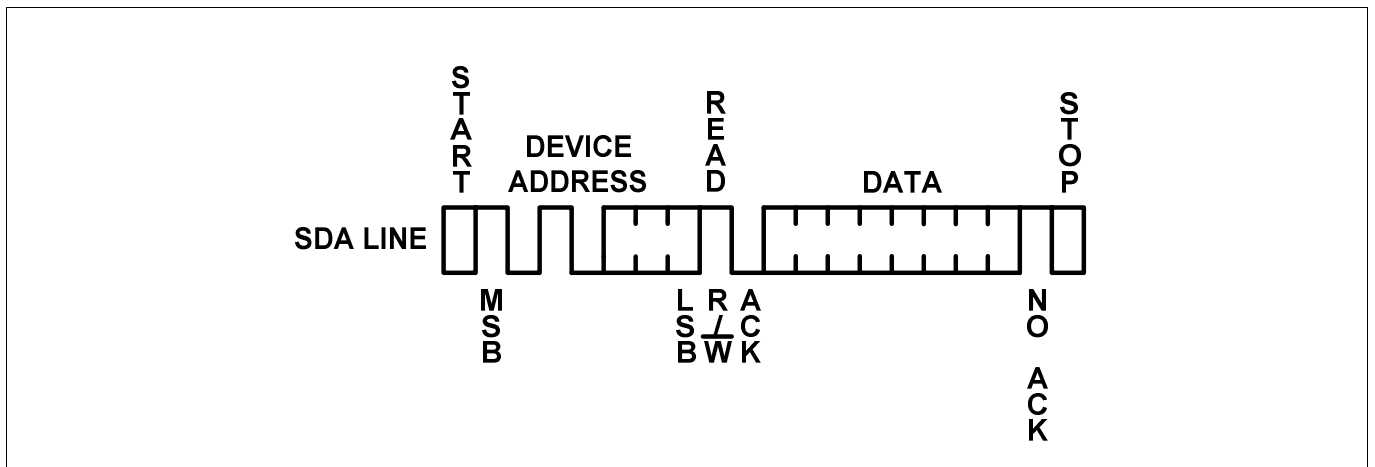 START
READ
STOP
DEVICE
ADDRESS
DATA
SDA LINE
MSB
LSB
R/W
ACK
NO ACK